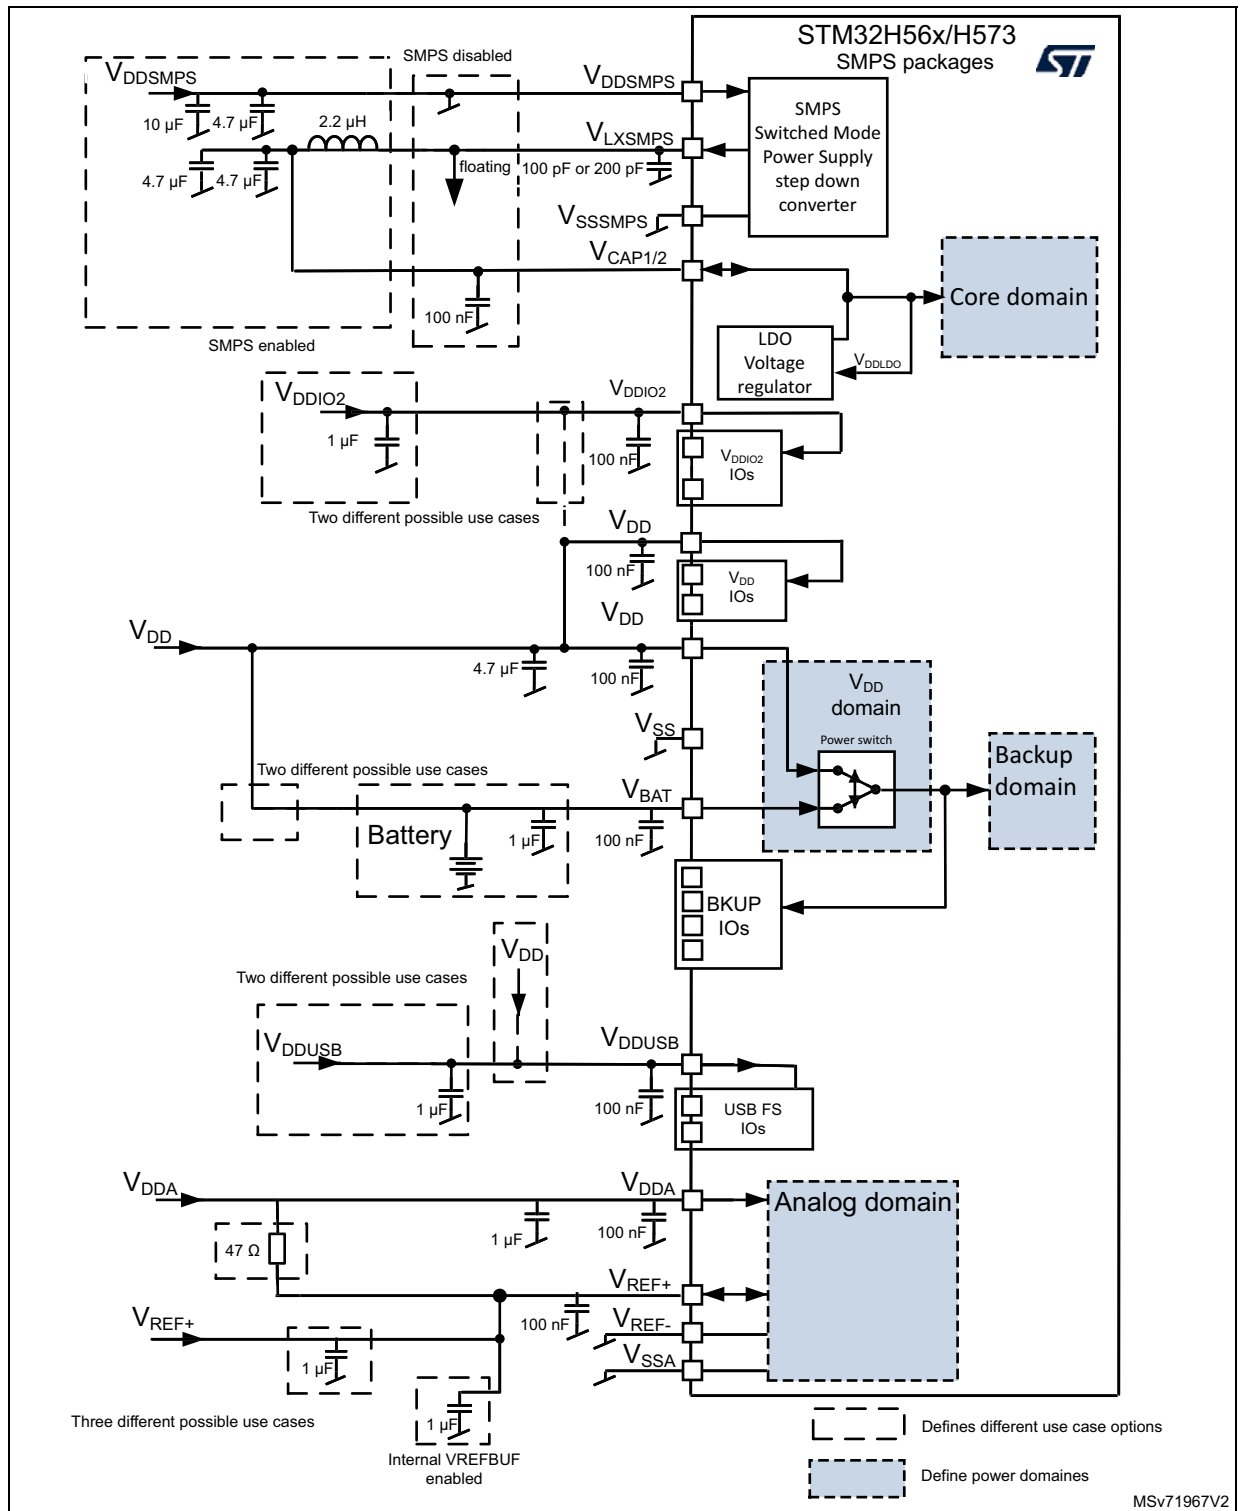 STM32H56x/H573
SMPS packages
ST
SMPS disabled
VDDSMPS
VDDSMPS
10 µF
4.7 µF
2.2 µH
VLXSMPS
SMPS
Switched Mode
Power Supply
step down
converter
4.7 µF
4.7 µF
floating
100 pF or 200 pF
VSSSMPS
VCAP1/2
100 nF
Core domain
SMPS enabled
LDO
Voltage
regulator
VDDLDO
VDDIO2
VDDIO2
1 µF
100 nF
VDDIO2
IOs
Two different possible use cases
VDD
100 nF
VDD
IOs
VDD
VDD
4.7 µF
100 nF
VDD
domain
Power switch
VSS
Backup
domain
Two different possible use cases
VBAT
Battery
1 µF
100 nF
BKUP
IOs
VDD
Two different possible use cases
VDDUSB
VDDUSB
1 µF
100 nF
USB FS
IOs
VDDA
VDDA
Analog domain
1 µF
100 nF
47 Ω
VREF+
VREF+
100 nF
VREF-
1 µF
VSSA
Three different possible use cases
1 µF
Internal VREFBUF
enabled
Defines different use case options
Define power domaines
MSv71967V2